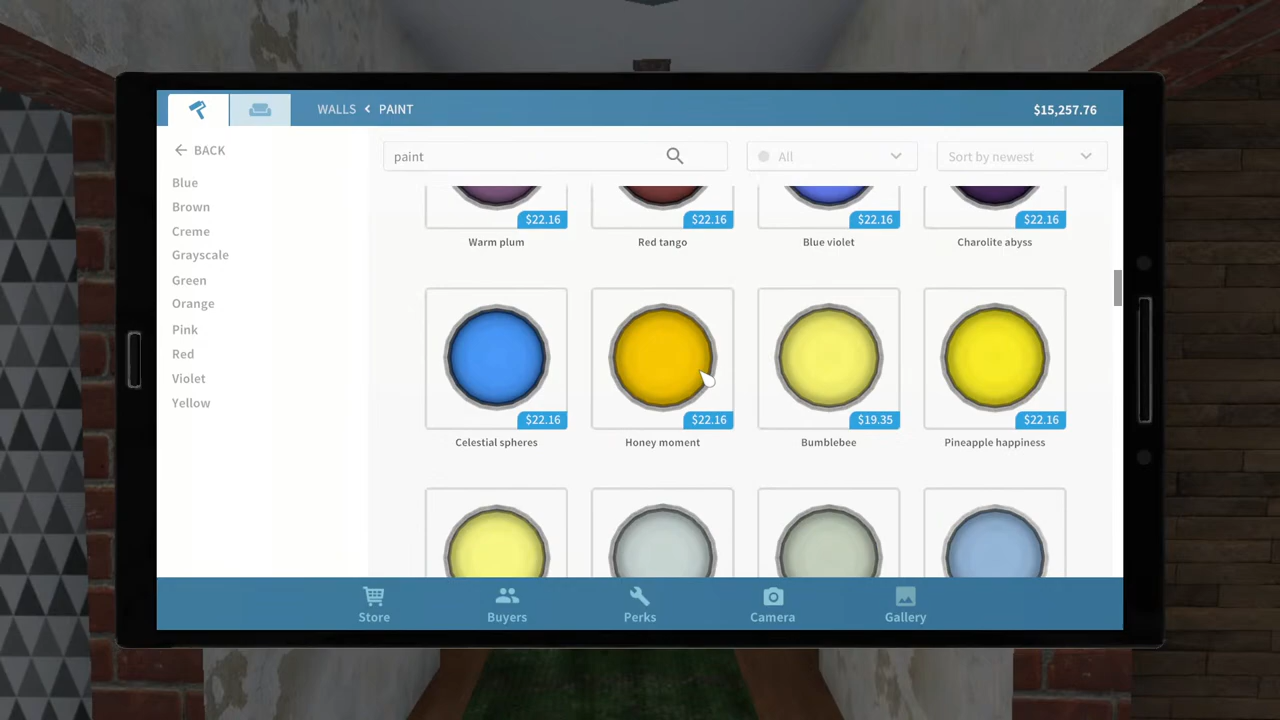 WALLS < PAINT
$15,257.76
BACK
paint
All
Sort by newest
Blue
Brown
Creme
Grayscale
Green
Orange
Pink
Red
Violet
Yellow
$22.16
$22.16
$22.16
$22.16
Warm plum
Red tango
Blue violet
Charolite abyss
$22.16
$22.16
$19.35
$22.16
Celestial spheres
Honey moment
Bumblebee
Pineapple happiness
Store
Buyers
Perks
Camera
Gallery